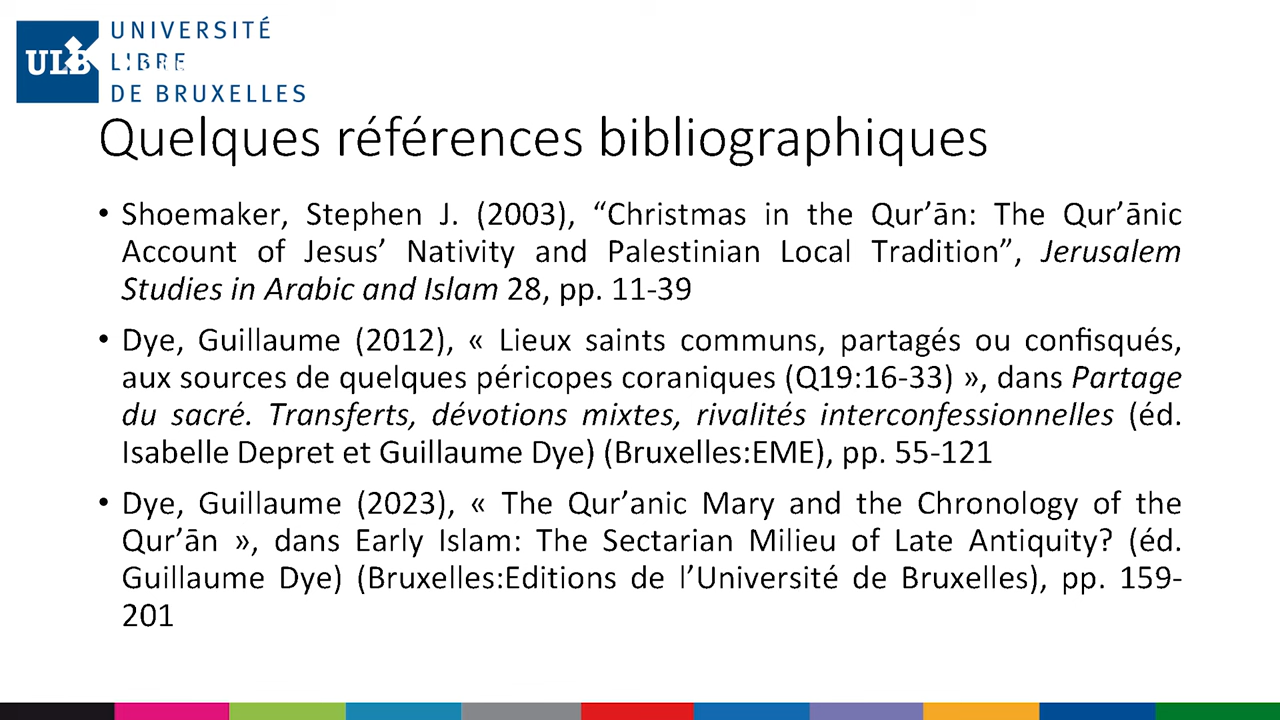 UNIVERSITÉ
ULB LIBRE
DE BRUXELLES
Quelques références bibliographiques
• Shoemaker, Stephen J. (2003), “Christmas in the Qur’ān: The Qur’ānic
Account of Jesus’ Nativity and Palestinian Local Tradition”, Jerusalem
Studies in Arabic and Islam 28, pp. 11-39
• Dye, Guillaume (2012), « Lieux saints communs, partagés ou confisqués,
aux sources de quelques péricopes coraniques (Q19:16-33) », dans Partage
du sacré. Transferts, dévotions mixtes, rivalités interconfessionnelles (éd.
Isabelle Depret et Guillaume Dye) (Bruxelles:EME), pp. 55-121
• Dye, Guillaume (2023), « The Qur’anic Mary and the Chronology of the
Qur’ān », dans Early Islam: The Sectarian Milieu of Late Antiquity? (éd.
Guillaume Dye) (Bruxelles:Editions de l’Université de Bruxelles), pp. 159-
201